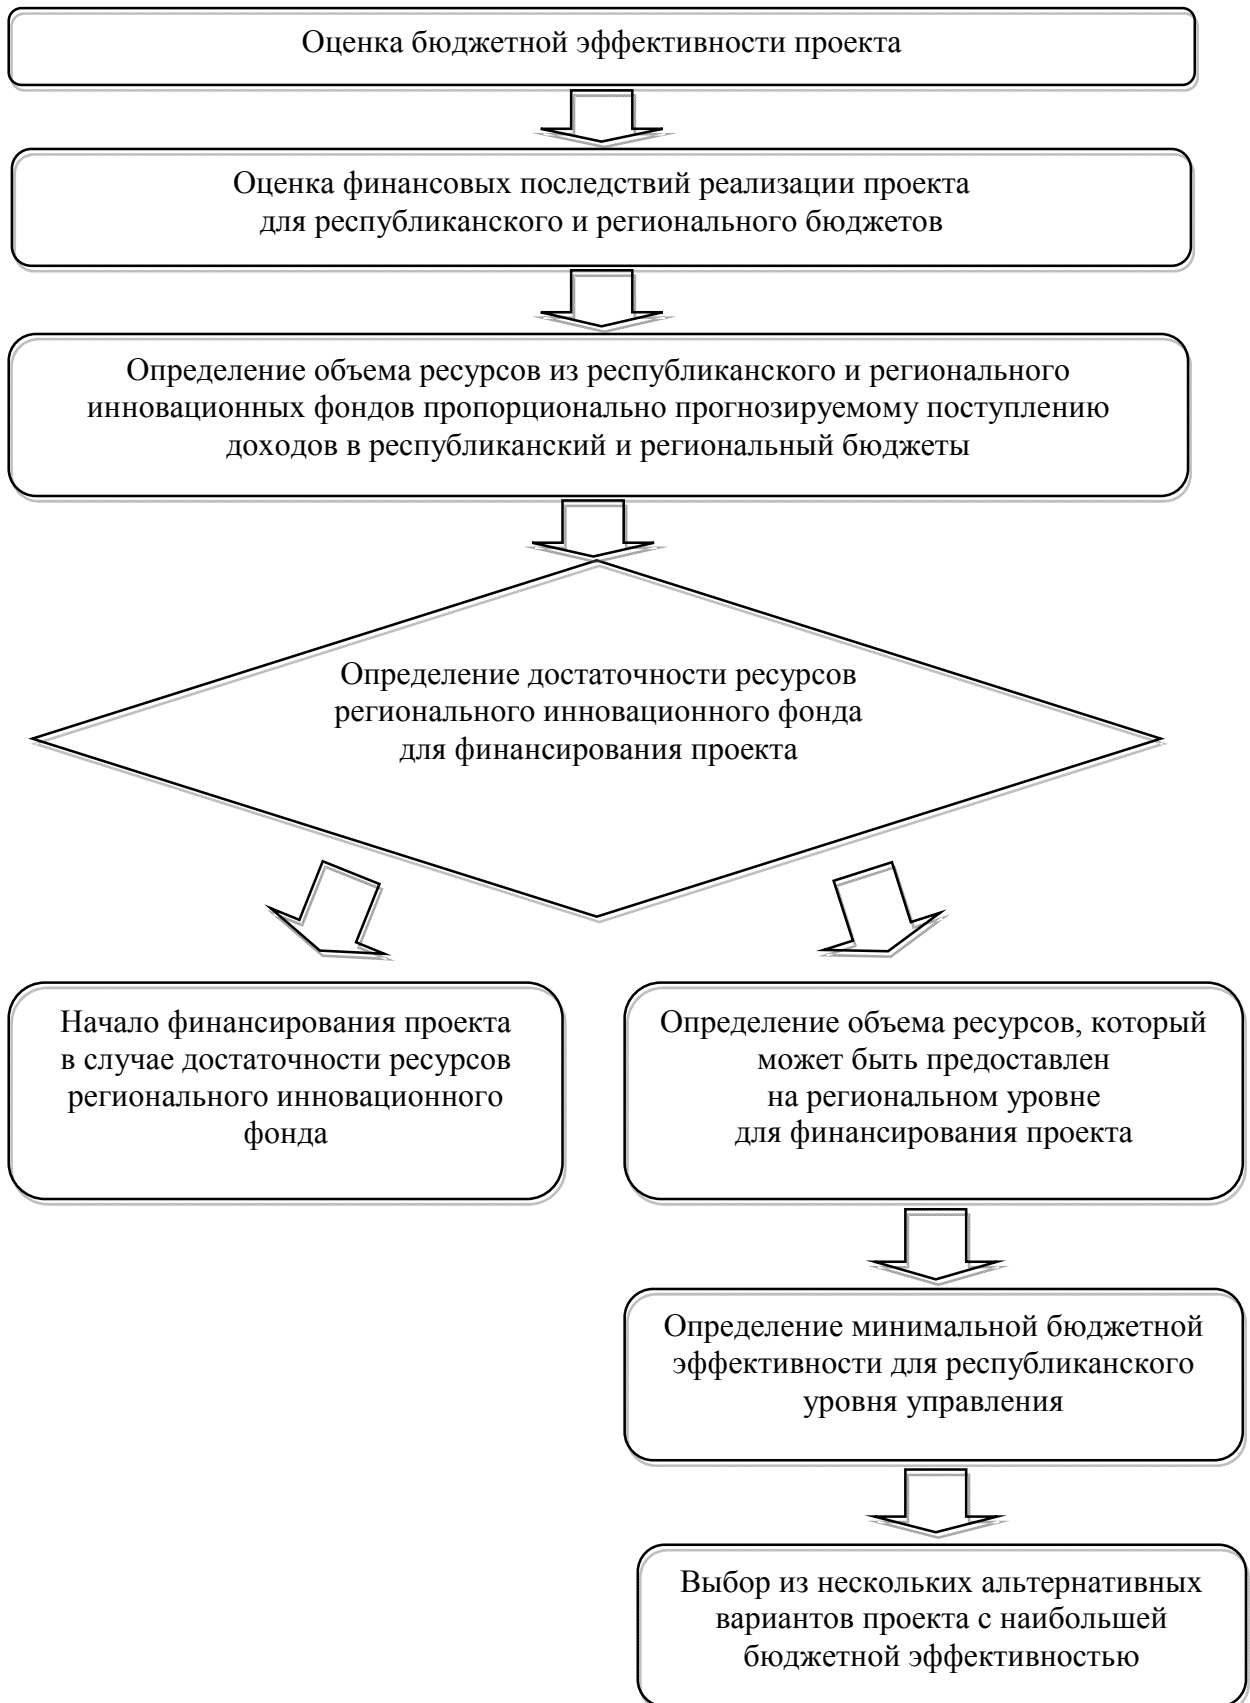 Оценка бюджетной эффективности проекта
Оценка финансовых последствий реализации проекта
для республиканского и регионального бюджетов
Определение объема ресурсов из республиканского и регионального
инновационных фондов пропорционально прогнозируемому поступлению
доходов в республиканский и региональный бюджеты
Определение достаточности ресурсов
регионального инновационного фонда
для финансирования проекта
Начало финансирования проекта
в случае достаточности ресурсов
регионального инновационного
фонда
Определение объема ресурсов, который
может быть предоставлен
на региональном уровне
для финансирования проекта
Определение минимальной бюджетной
эффективности для республиканского
уровня управления
Выбор из нескольких альтернативных
вариантов проекта с наибольшей
бюджетной эффективностью